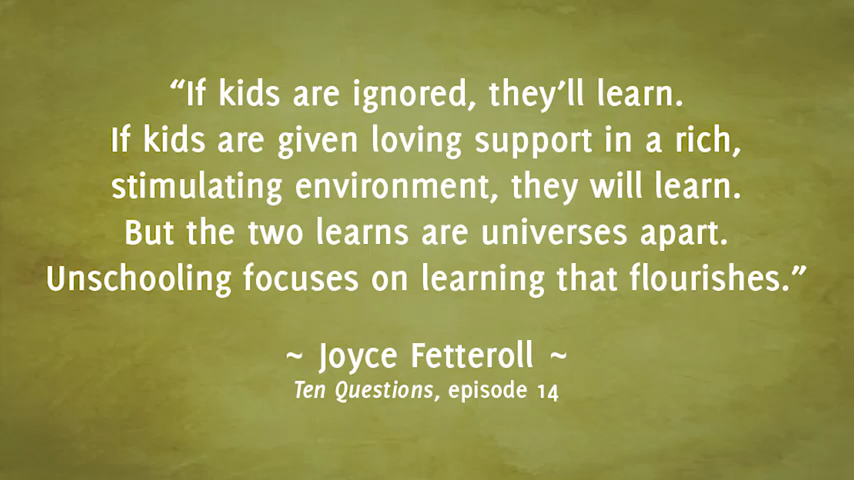 “If kids are ignored, they’ll learn.
If kids are given loving support in a rich,
stimulating environment, they will learn.
But the two learns are universes apart.
Unschooling focuses on learning that flourishes.”
~ Joyce Fetteroll ~
Ten Questions, episode 14